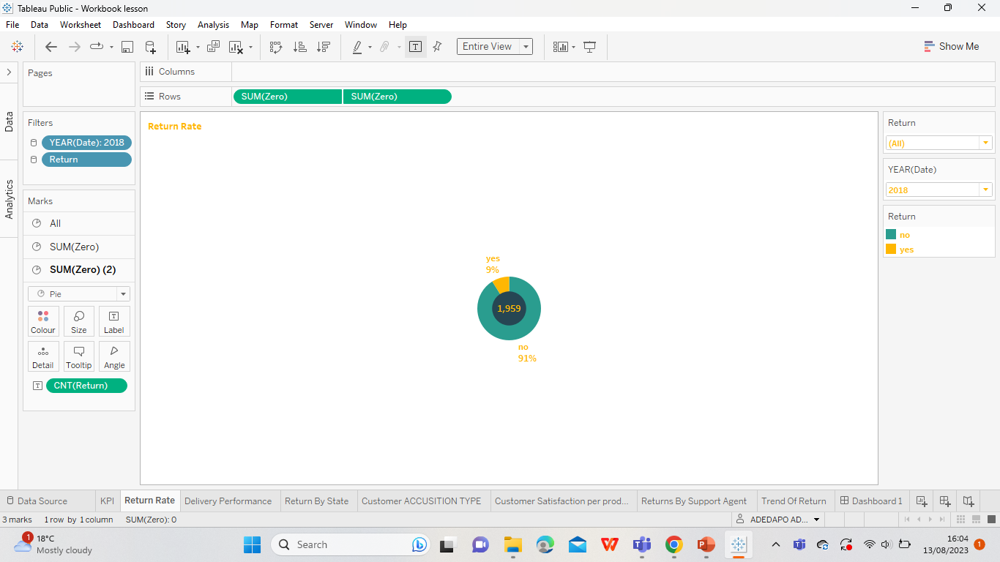 Tableau Public - Workbook lesson
File Data Worksheet Dashboard Story Analysis Map Format Server Window Help
Entire View
Show Me
Pages
Columns
Rows
SUM(Zero) SUM(Zero)
Data
Analytics
Filters
YEAR(Date): 2018
Return
Marks
All
SUM(Zero)
SUM(Zero) (2)
Pie
Colour Size Label
Detail Tooltip Angle
CNT(Return)
Return Rate
yes
9%
1,959
no
91%
Return
(All)
YEAR(Date)
2018
Return
no
yes
Data Source KPI Return Rate Delivery Performance Return By State Customer ACCUSITION TYPE Customer Satisfaction per prod... Returns By Support Agent Trend Of Return Dashboard 1
3 marks 1 row by 1 column SUM(Zero): 0 ADEDAPO AD...
1
18°C
Mostly cloudy
Search
16:04
13/08/2023
1